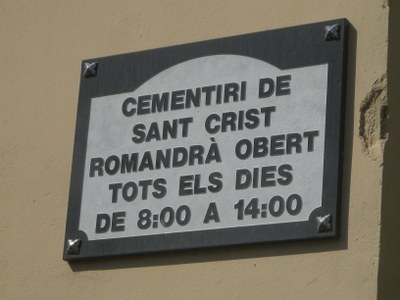 CEMENTIRI DE
SANT CRIST
ROMANDRÀ OBERT
TOTS ELS DIES
DE 8:00 A 14:00